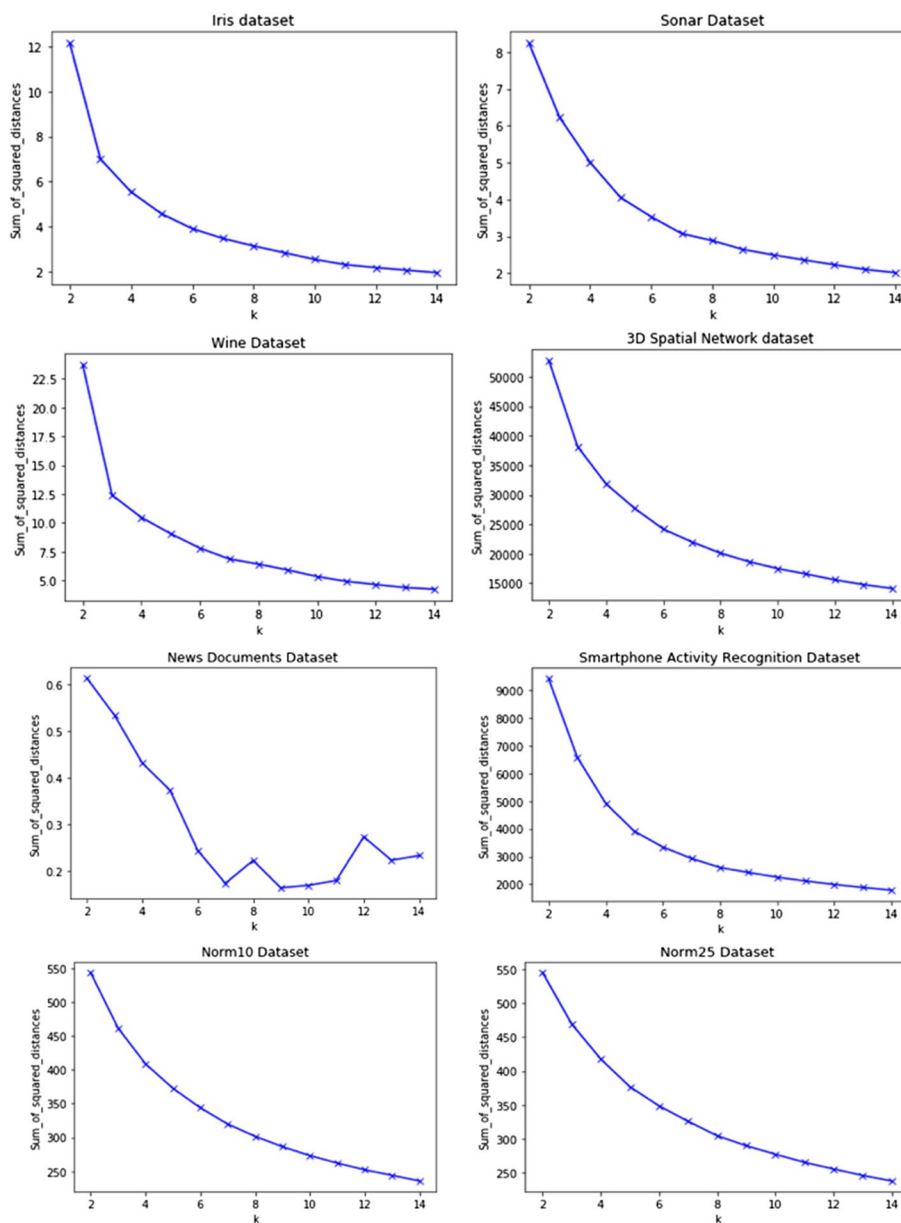 Iris dataset
Sum_of_squared_distances
12
10
8
6
4
2
2 4 6 8 10 12 14
k
Sonar Dataset
Sum_of_squared_distances
8
7
6
5
4
3
2
2 4 6 8 10 12 14
k
Wine Dataset
Sum_of_squared_distances
22.5
20.0
17.5
15.0
12.5
10.0
7.5
5.0
2 4 6 8 10 12 14
k
3D Spatial Network dataset
Sum_of_squared_distances
50000
45000
40000
35000
30000
25000
20000
15000
2 4 6 8 10 12 14
k
News Documents Dataset
Sum_of_squared_distances
0.6
0.5
0.4
0.3
0.2
2 4 6 8 10 12 14
k
Smartphone Activity Recognition Dataset
Sum_of_squared_distances
9000
8000
7000
6000
5000
4000
3000
2000
2 4 6 8 10 12 14
k
Norm10 Dataset
Sum_of_squared_distances
550
500
450
400
350
300
250
2 4 6 8 10 12 14
k
Norm25 Dataset
Sum_of_squared_distances
550
500
450
400
350
300
250
2 4 6 8 10 12 14
k